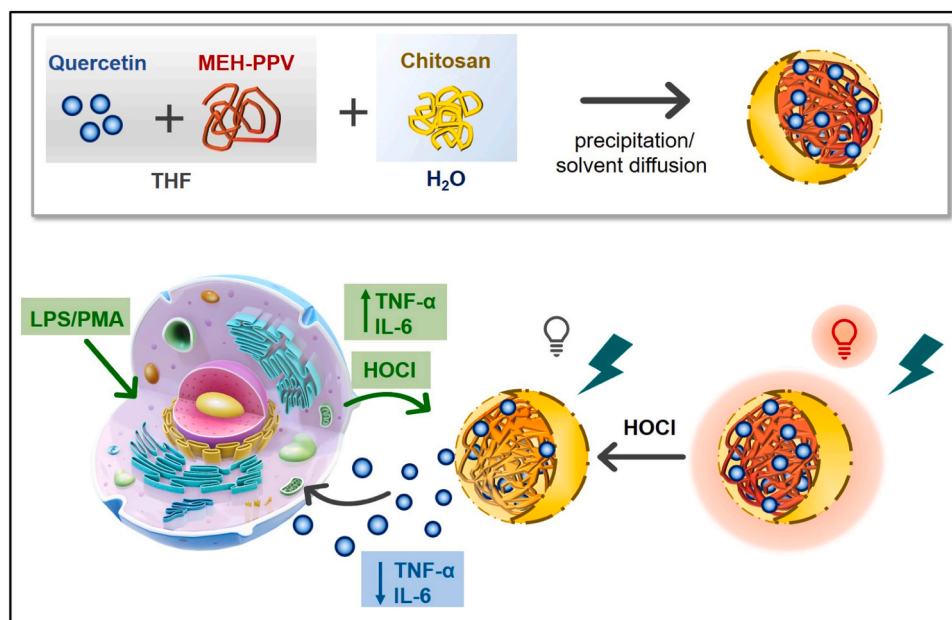 Quercetin
MEH-PPV
Chitosan
+
+
THF
H₂O
precipitation/
solvent diffusion
LPS/PMA
TNF-α
IL-6
HOCl
HOCl
TNF-α
IL-6